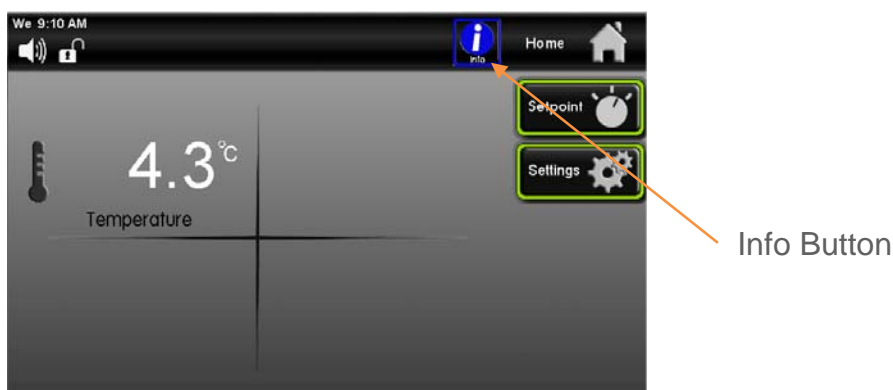 We 9:10 AM
i
Info
Home
Setpoint
4.3°C
Settings
Temperature
Info Button